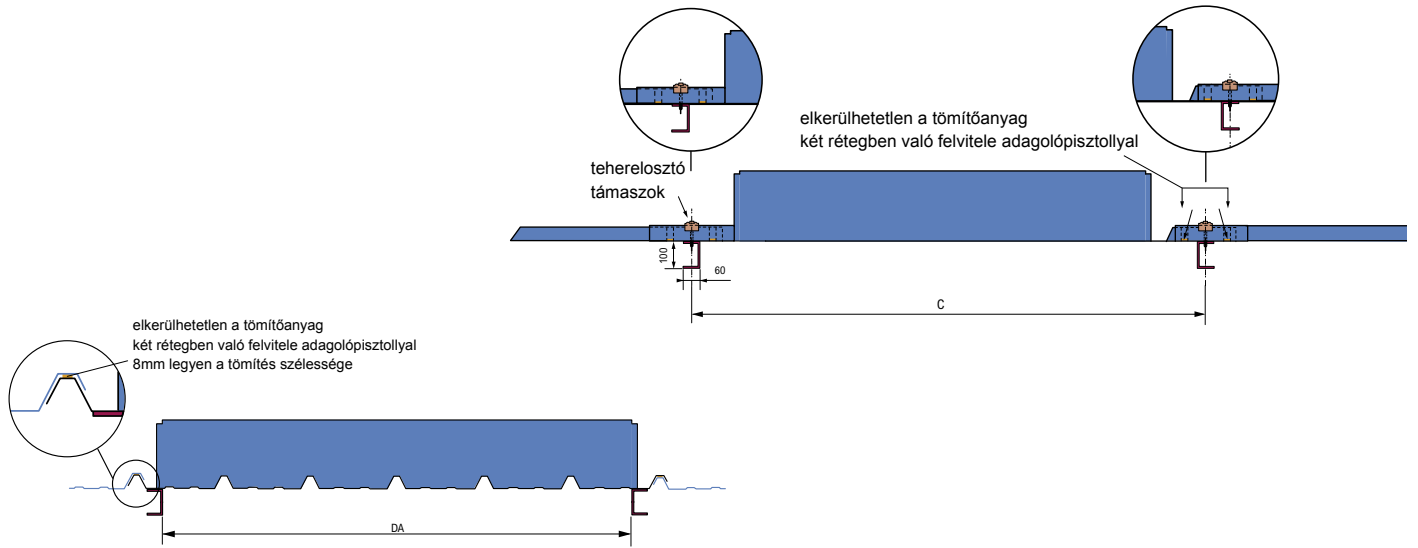 elkerülhetetlen a tömítőanyag
két rétegben való felvitele adagolópisztollyal
teherelosztó
támaszok
100
60
C
elkerülhetetlen a tömítőanyag
két rétegben való felvitele adagolópisztollyal
8mm legyen a tömítés szélessége
DA